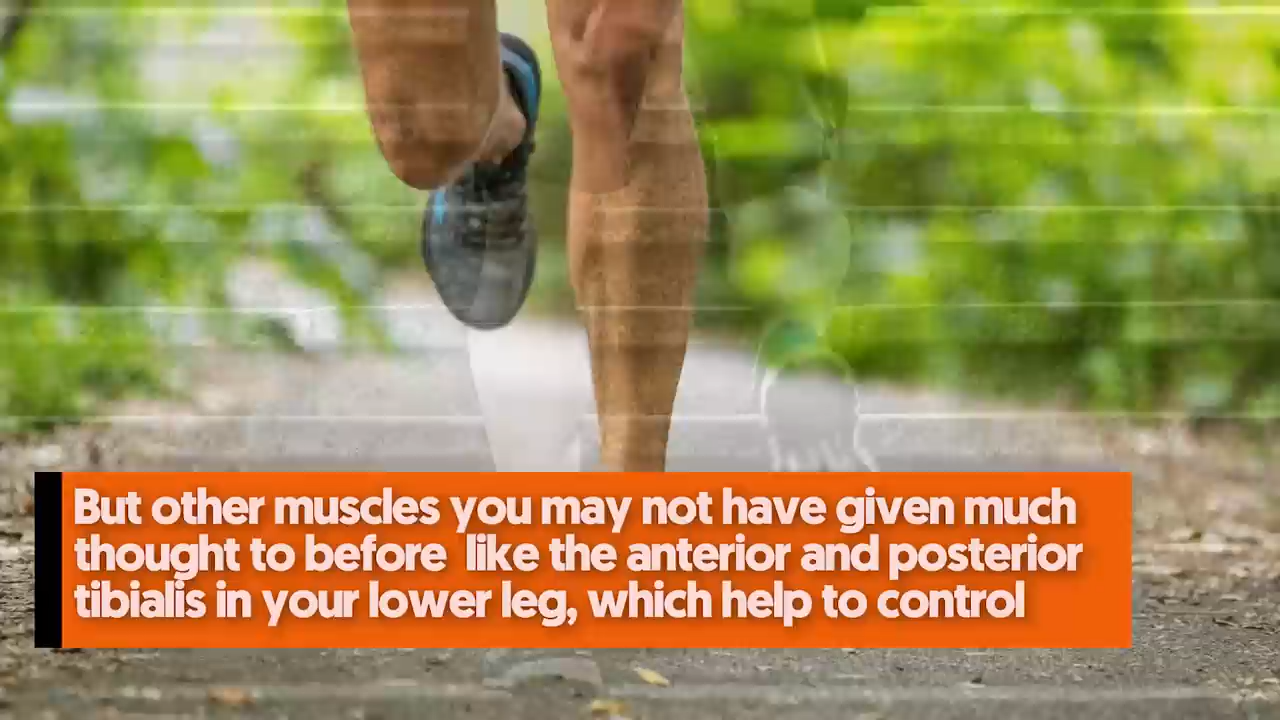 But other muscles you may not have given much
thought to before like the anterior and posterior
tibialis in your lower leg, which help to control